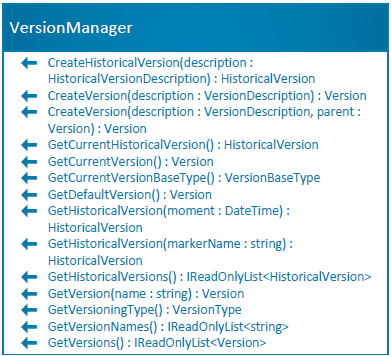 VersionManager
CreateHistoricalVersion(description :
HistoricalVersionDescription) : HistoricalVersion
CreateVersion(description : VersionDescription) : Version
CreateVersion(description : VersionDescription, parent :
Version) : Version
GetCurrentHistoricalVersion() : HistoricalVersion
GetCurrentVersion() : Version
GetCurrentVersionBaseType() : VersionBaseType
GetDefaultVersion() : Version
GetHistoricalVersion(moment : DateTime) :
HistoricalVersion
GetHistoricalVersion(markerName : string) :
HistoricalVersion
GetHistoricalVersions() : IReadOnlyList<HistoricalVersion>
GetVersion(name : string) : Version
GetVersioningType() : VersionType
GetVersionNames() : IReadOnlyList<string>
GetVersions() : IReadOnlyList<Version>